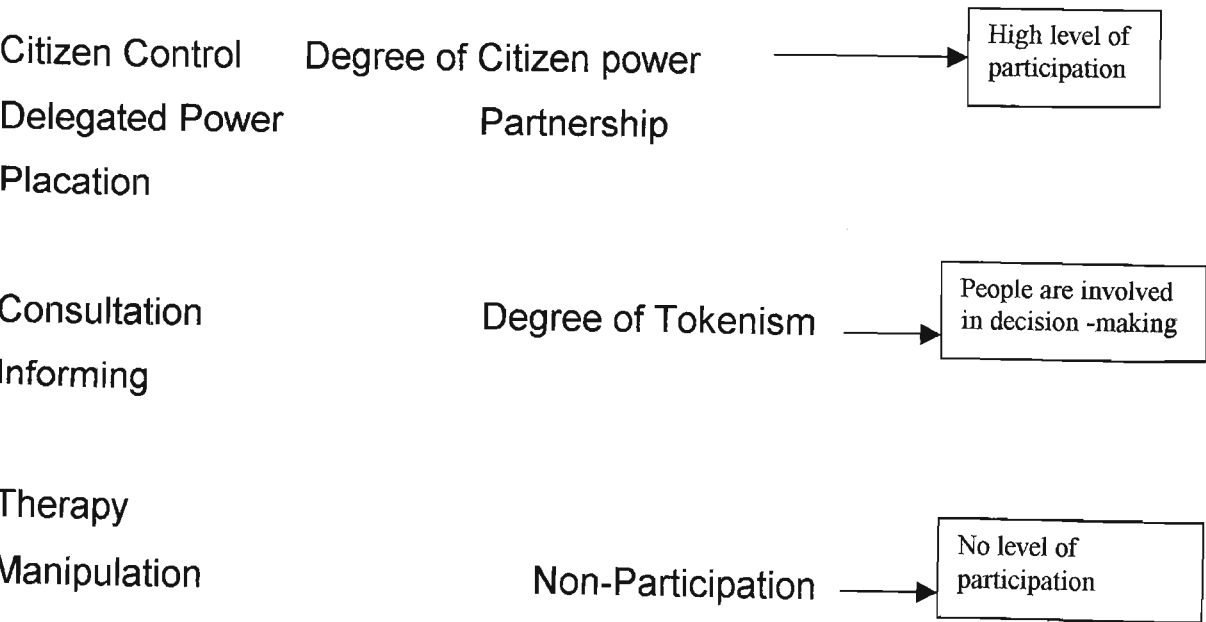 Citizen Control Degree of Citizen power
High level of
participation
Delegated Power Partnership
Placation
Consultation Degree of Tokenism
People are involved
in decision -making
Informing
Therapy
Manipulation Non-Participation
No level of
participation